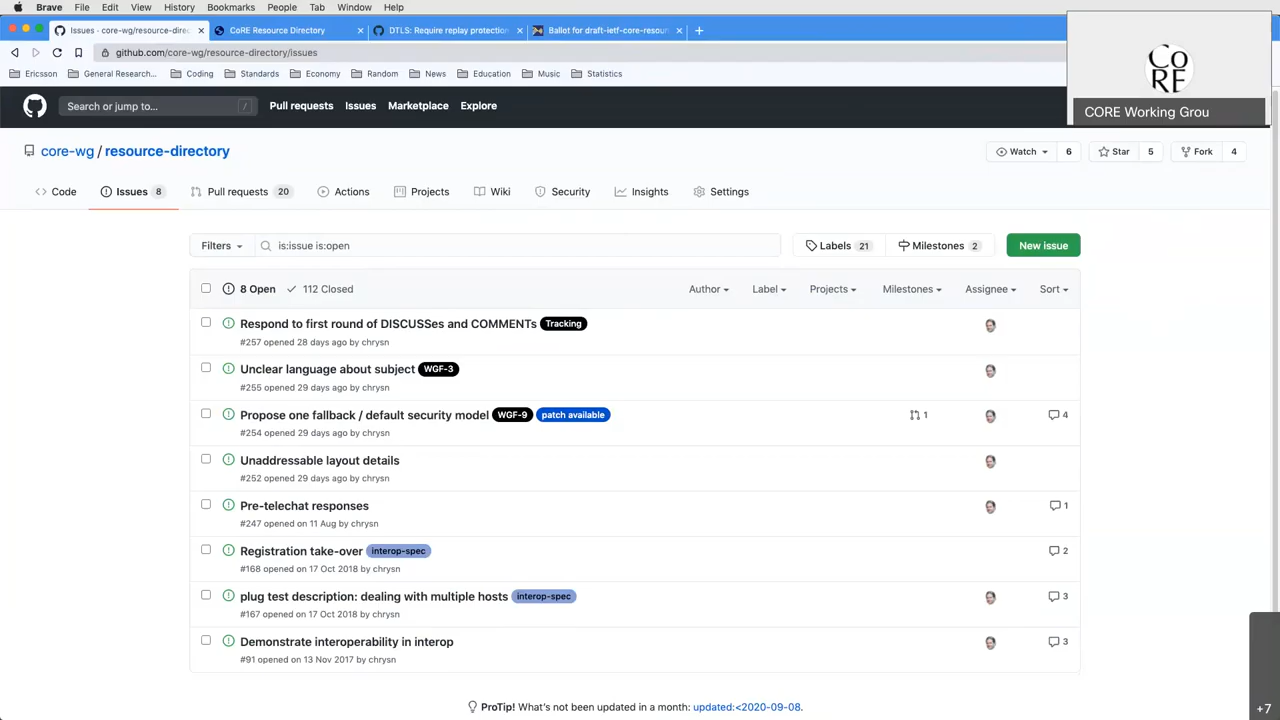 Brave File Edit View History Bookmarks People Tab Window Help
Issues · core-wg/resource-direc × CoRE Resource Directory × DTLS: Require replay protection × Ballot for draft-ietf-core-resour × +
github.com/core-wg/resource-directory/issues
Ericsson General Research... Coding Standards Economy Random News Education Music Statistics
CORE
CORE Working Grou
Search or jump to... / Pull requests Issues Marketplace Explore
core-wg / resource-directory Watch 6 Star 5 Fork 4
Code Issues 8 Pull requests 20 Actions Projects Wiki Security Insights Settings
Filters is:issue is:open Labels 21 Milestones 2 New issue
8 Open 112 Closed Author Label Projects Milestones Assignee Sort
Respond to first round of DISCUSSes and COMMENTs Tracking
#257 opened 28 days ago by chrysn
Unclear language about subject WGF-3
#255 opened 29 days ago by chrysn
Propose one fallback / default security model WGF-9 patch available 1 4
#254 opened 29 days ago by chrysn
Unaddressable layout details
#252 opened 29 days ago by chrysn
Pre-telechat responses 1
#247 opened on 11 Aug by chrysn
Registration take-over interop-spec 2
#168 opened on 17 Oct 2018 by chrysn
plug test description: dealing with multiple hosts interop-spec 3
#167 opened on 17 Oct 2018 by chrysn
Demonstrate interoperability in interop 3
#91 opened on 13 Nov 2017 by chrysn
ProTip! What's not been updated in a month: updated:<2020-09-08.
+7